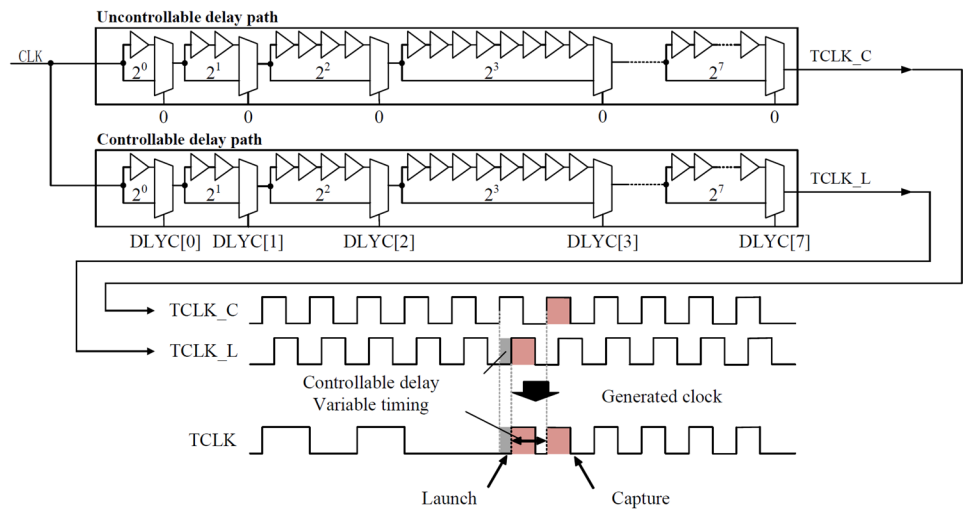 Uncontrollable delay path
CLK
2⁰ 2¹ 2² 2³ 2⁷
TCLK_C
0 0 0 0 0
Controllable delay path
2⁰ 2¹ 2² 2³ 2⁷
TCLK_L
DLYC[0] DLYC[1] DLYC[2] DLYC[3] DLYC[7]
TCLK_C
TCLK_L
Controllable delay
Variable timing
Generated clock
TCLK
Launch
Capture